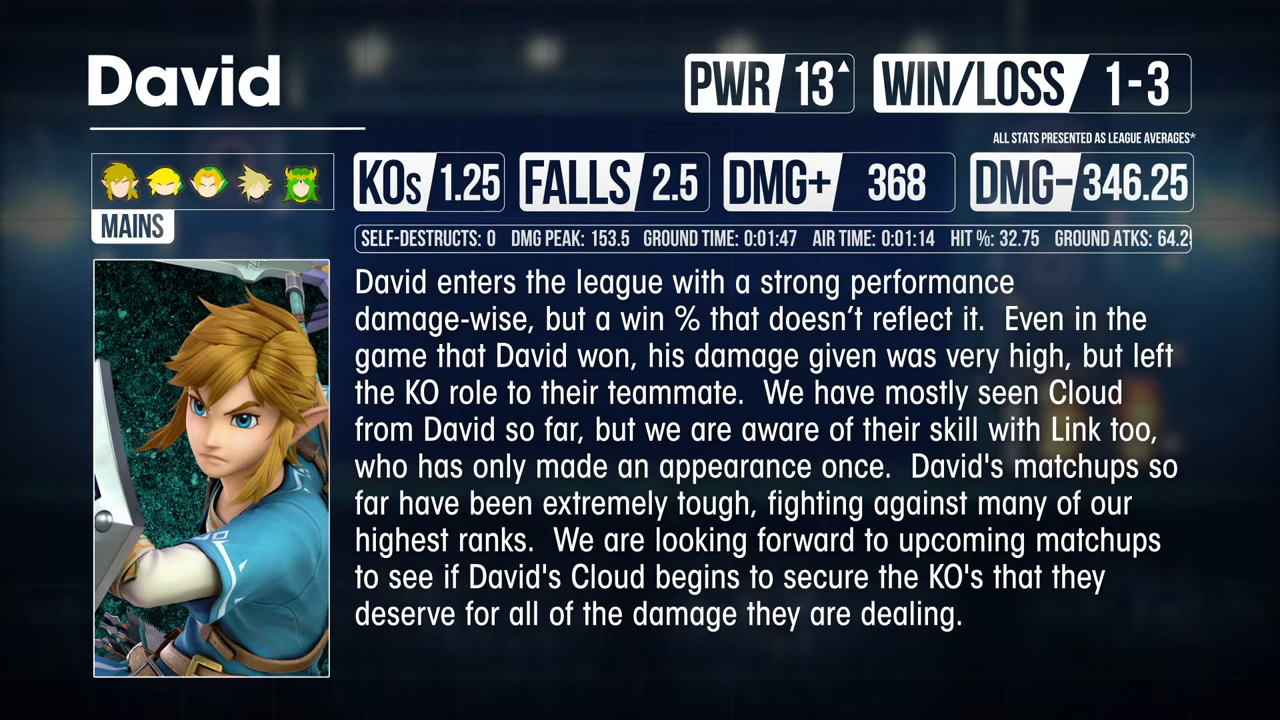 David
PWR 13▲
WIN/LOSS 1-3
ALL STATS PRESENTED AS LEAGUE AVERAGES*
KOs 1.25
FALLS 2.5
DMG+ 368
DMG- 346.25
MAINS
SELF-DESTRUCTS: 0 DMG PEAK: 153.5 GROUND TIME: 0:01:47 AIR TIME: 0:01:14 HIT %: 32.75 GROUND ATKS: 64.2
David enters the league with a strong performance
damage-wise, but a win % that doesn't reflect it.  Even in the
game that David won, his damage given was very high, but left
the KO role to their teammate.  We have mostly seen Cloud
from David so far, but we are aware of their skill with Link too,
who has only made an appearance once.  David's matchups so
far have been extremely tough, fighting against many of our
highest ranks.  We are looking forward to upcoming matchups
to see if David's Cloud begins to secure the KO's that they
deserve for all of the damage they are dealing.